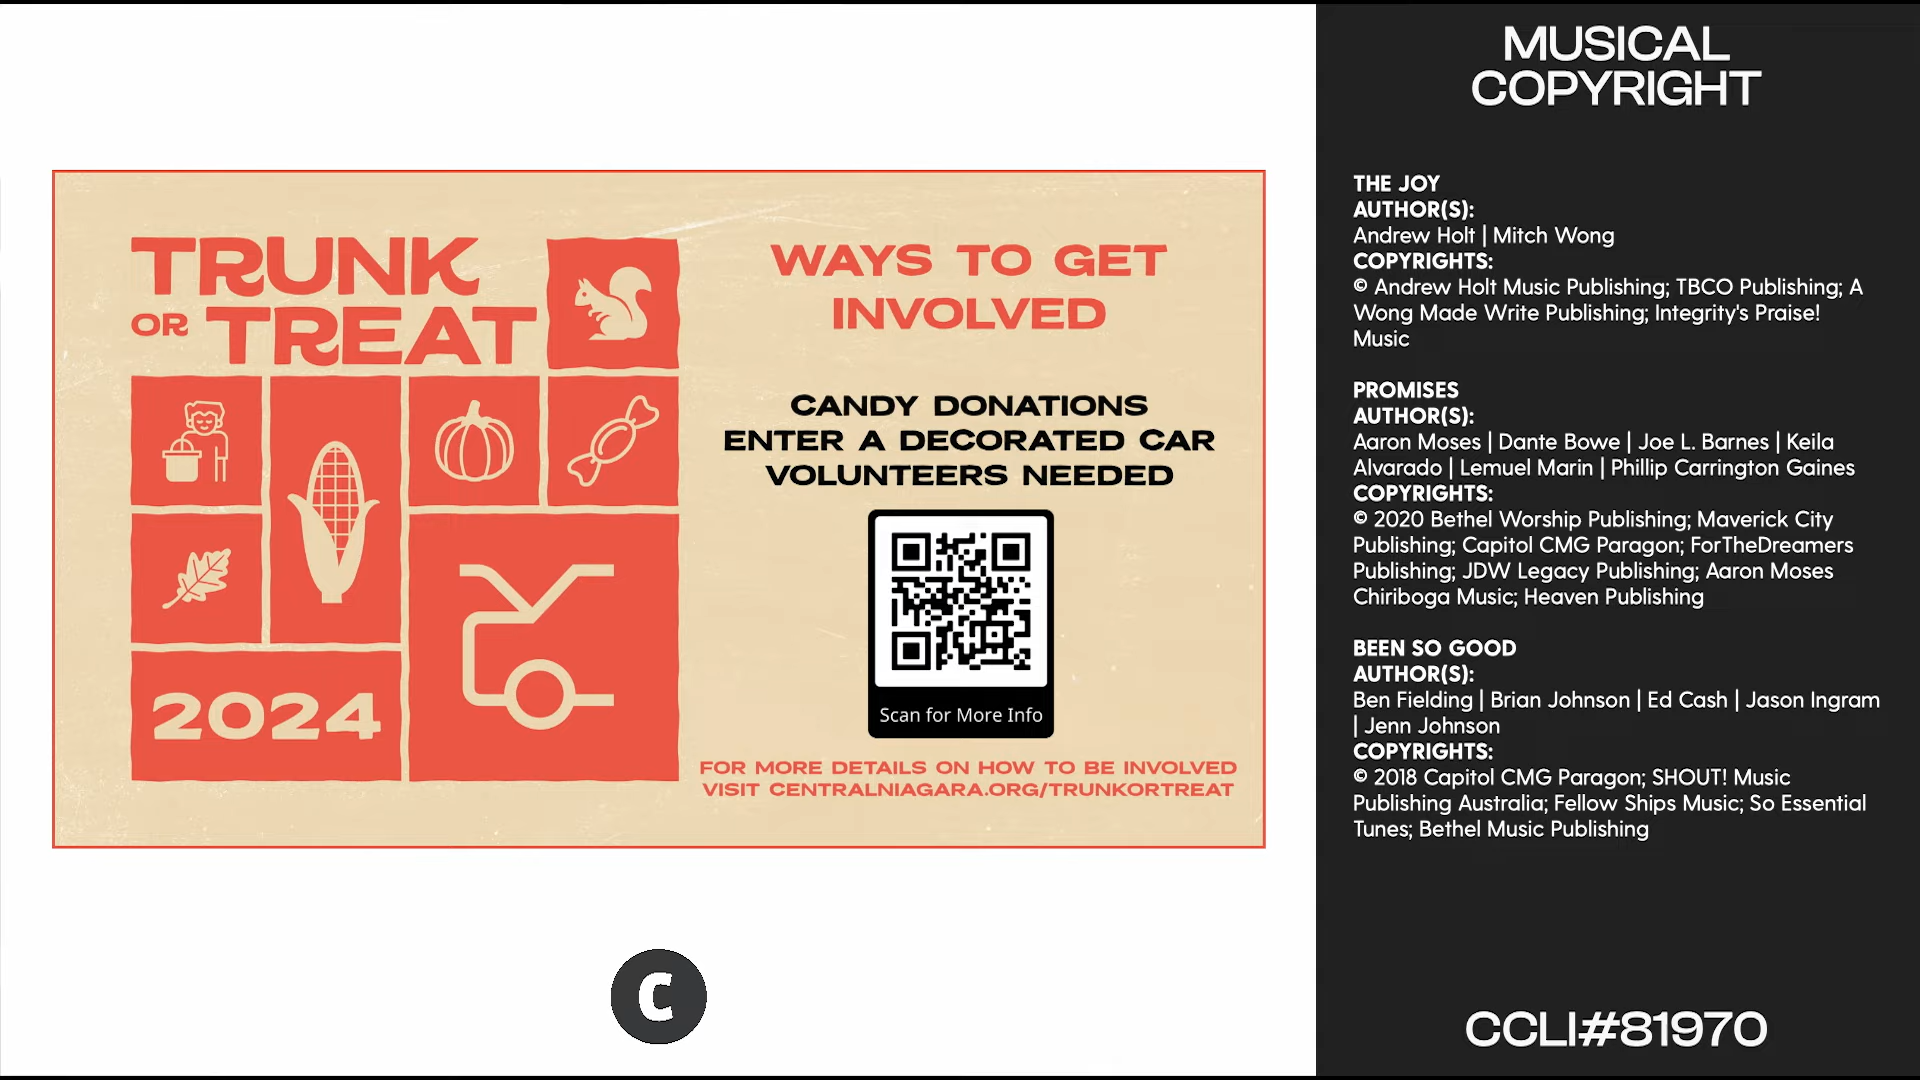 TRUNK
OR TREAT
2024
WAYS TO GET
INVOLVED
CANDY DONATIONS
ENTER A DECORATED CAR
VOLUNTEERS NEEDED
Scan for More Info
FOR MORE DETAILS ON HOW TO BE INVOLVED
VISIT CENTRALNIAGARA.ORG/TRUNKORTREAT
C
MUSICAL
COPYRIGHT
THE JOY
AUTHOR(S):
Andrew Holt | Mitch Wong
COPYRIGHTS:
© Andrew Holt Music Publishing; TBCO Publishing; A
Wong Made Write Publishing; Integrity's Praise!
Music
PROMISES
AUTHOR(S):
Aaron Moses | Dante Bowe | Joe L. Barnes | Keila
Alvarado | Lemuel Marin | Phillip Carrington Gaines
COPYRIGHTS:
© 2020 Bethel Worship Publishing; Maverick City
Publishing; Capitol CMG Paragon; ForTheDreamers
Publishing; JDW Legacy Publishing; Aaron Moses
Chiriboga Music; Heaven Publishing
BEEN SO GOOD
AUTHOR(S):
Ben Fielding | Brian Johnson | Ed Cash | Jason Ingram
| Jenn Johnson
COPYRIGHTS:
© 2018 Capitol CMG Paragon; SHOUT! Music
Publishing Australia; Fellow Ships Music; So Essential
Tunes; Bethel Music Publishing
CCLI#81970